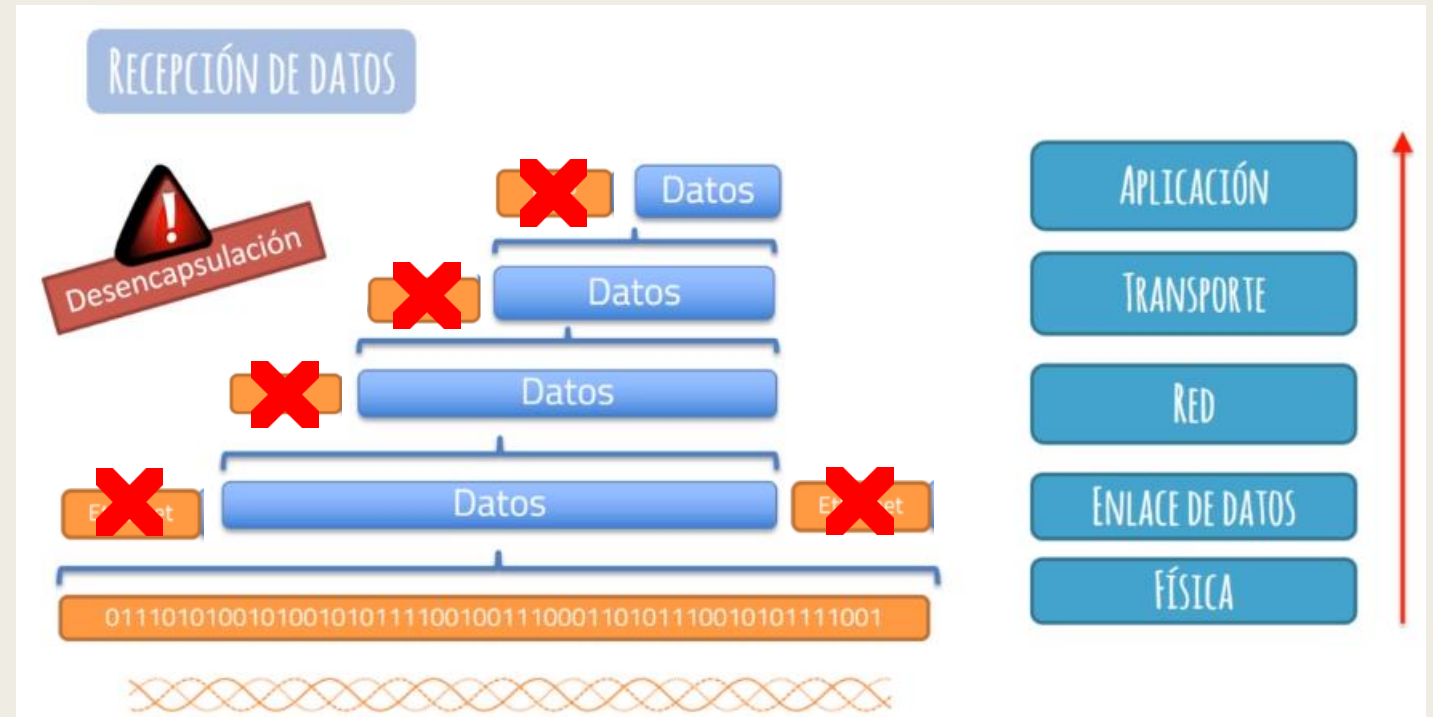 RECEPCIÓN DE DATOS
Desencapsulación
Datos
Datos
Datos
Datos
0111010100101001010111100100111000110101110010101111001
APLICACIÓN
TRANSPORTE
RED
ENLACE DE DATOS
FÍSICA